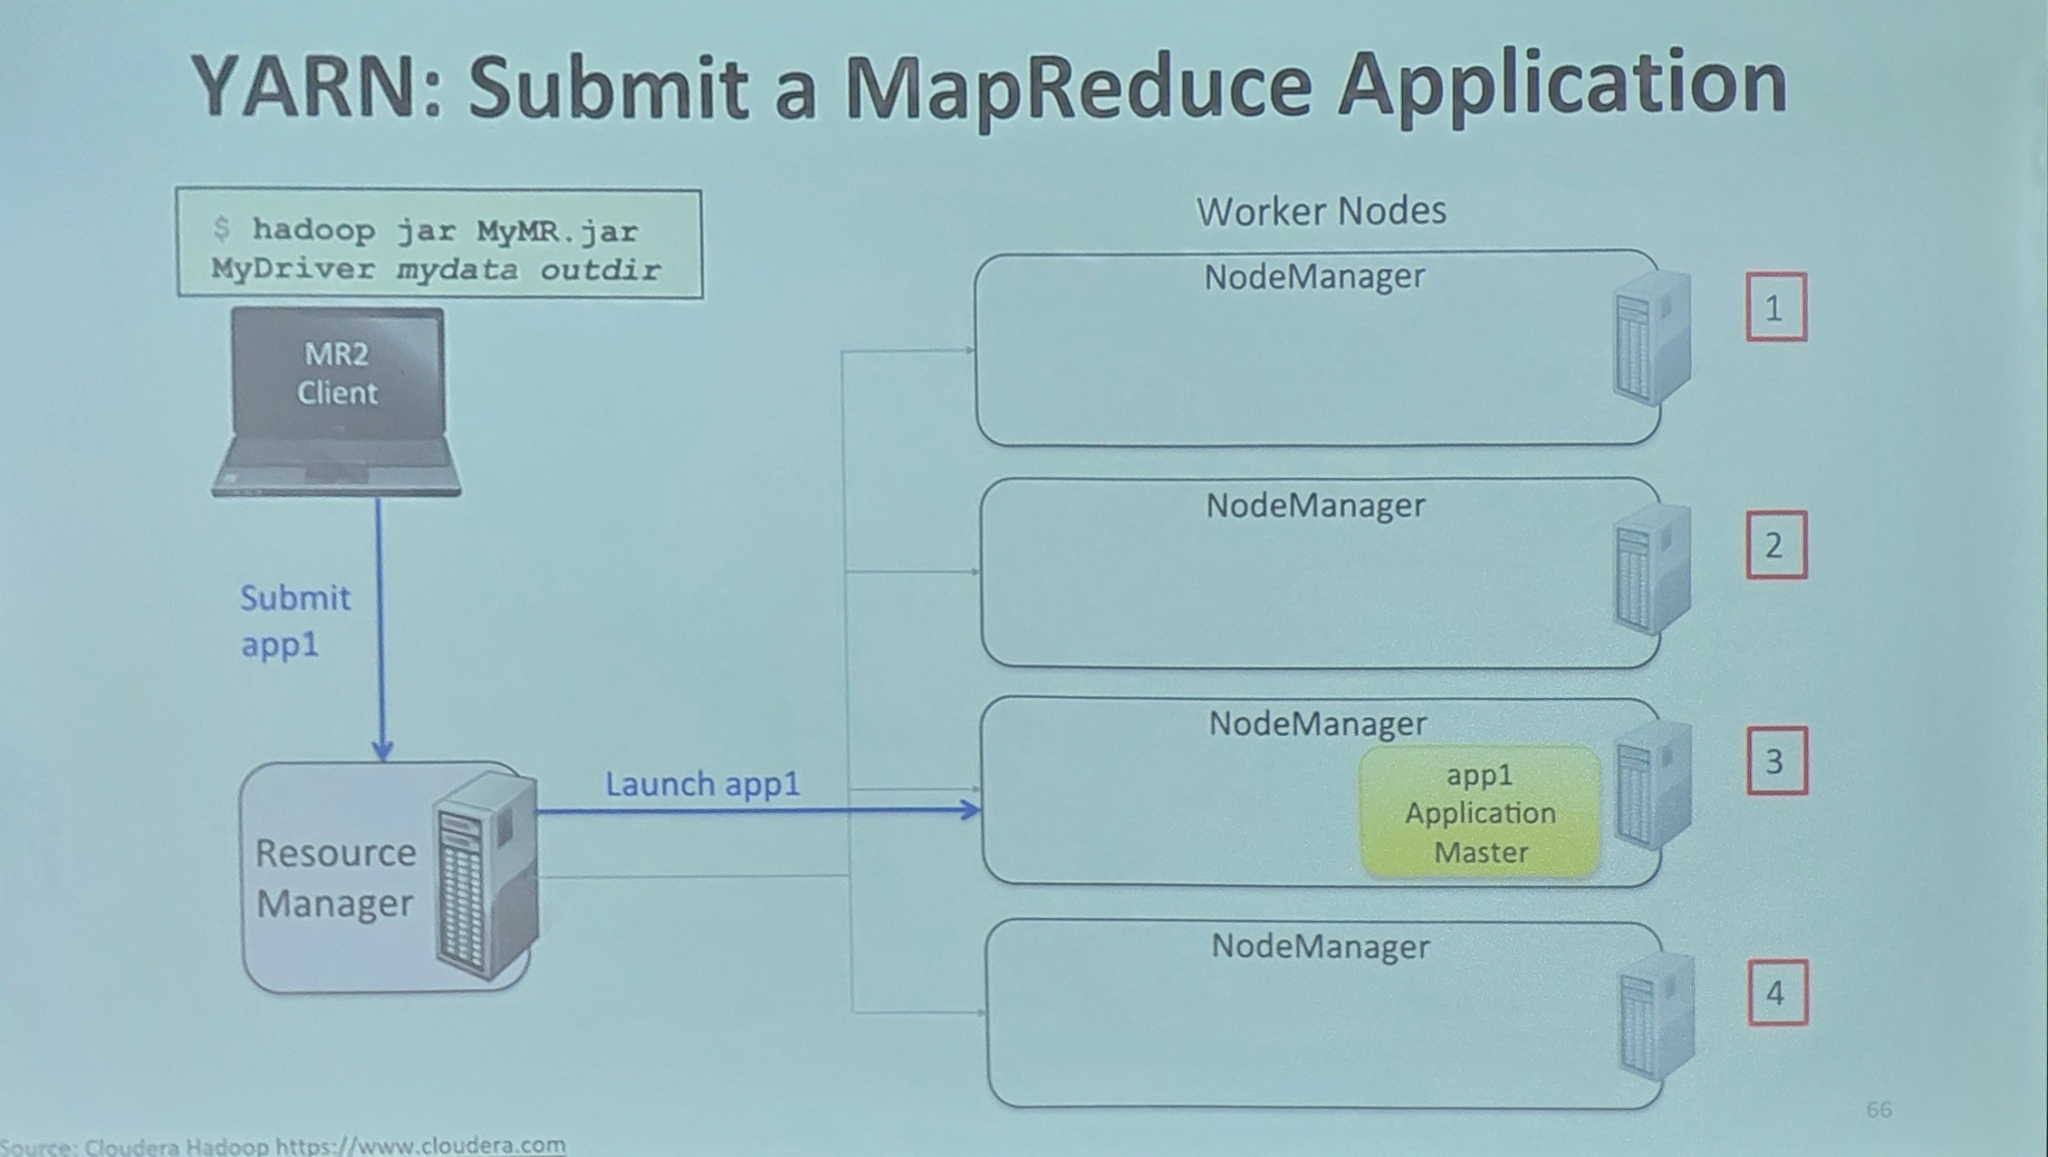 YARN: Submit a MapReduce Application
$ hadoop jar MyMR.jar
MyDriver mydata outdir
MR2
Client
Submit
app1
Resource
Manager
Launch app1
Worker Nodes
NodeManager
1
NodeManager
2
NodeManager
app1
Application
Master
3
NodeManager
4
66
Source: Cloudera Hadoop https://www.cloudera.com